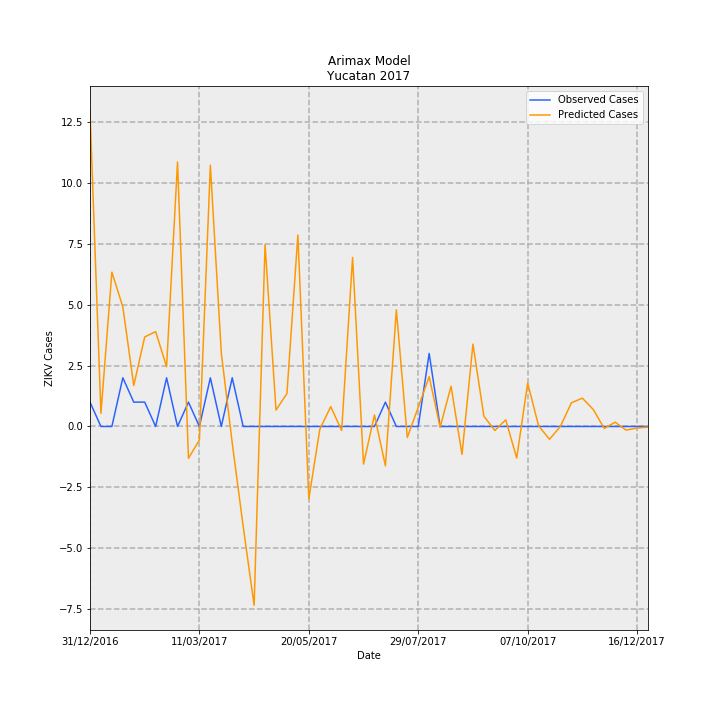 Arimax Model
Yucatan 2017
Observed Cases
Predicted Cases
ZIKV Cases
12.5
10.0
7.5
5.0
2.5
0.0
−2.5
−5.0
−7.5
31/12/2016 11/03/2017 20/05/2017 29/07/2017 07/10/2017 16/12/2017
Date